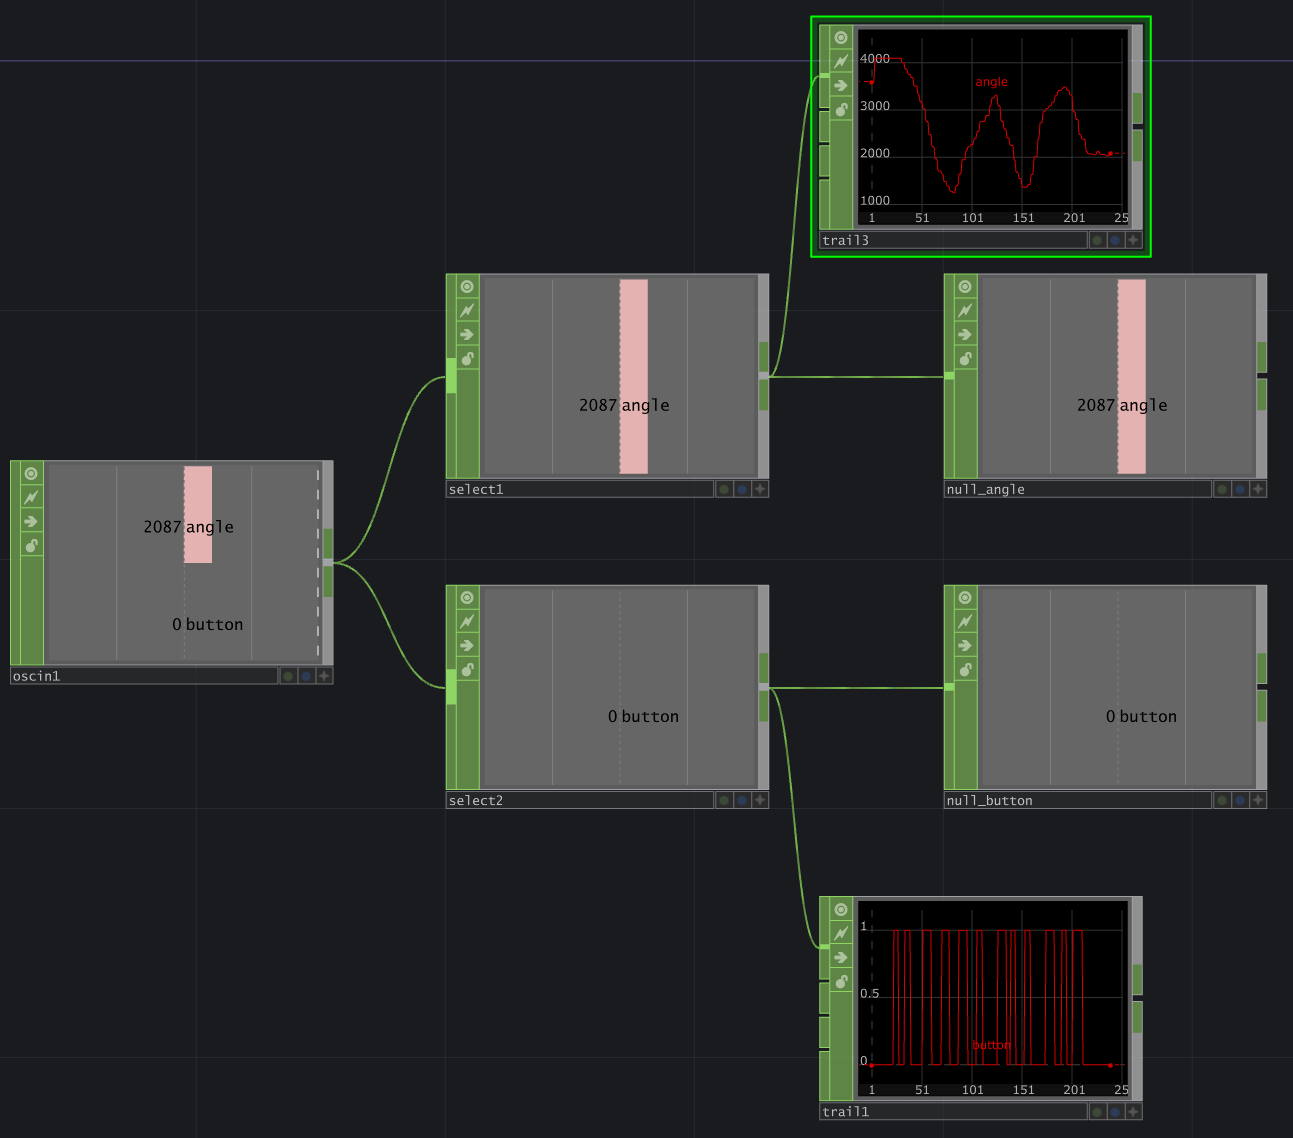 4000
angle
3000
2000
1000
1 51 101 151 201 25
trail3
2087 angle
select1
2087 angle
null_angle
2087 angle
0 button
oscin1
0 button
select2
0 button
null_button
1
0.5
button
0
1 51 101 151 201 25
trail1